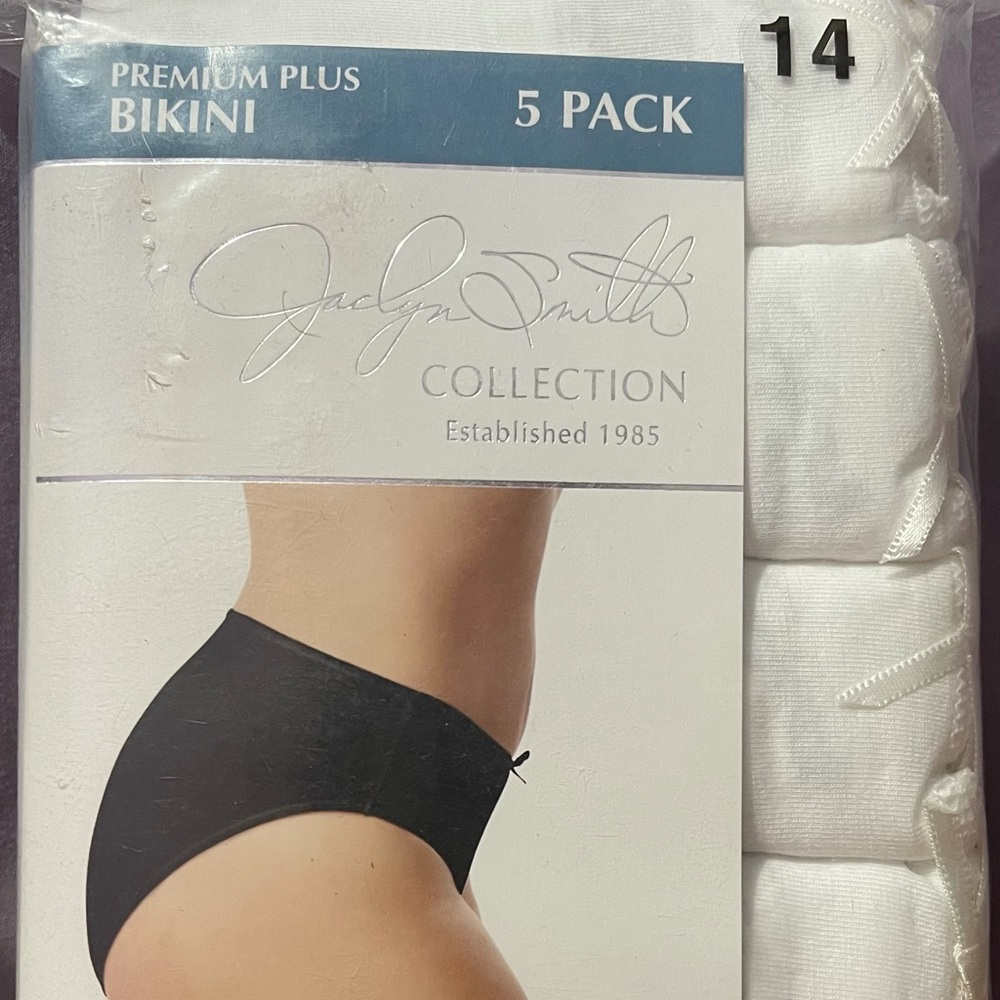 14
PREMIUM PLUS
BIKINI
5 PACK
Jaclyn Smith
COLLECTION
Established 1985